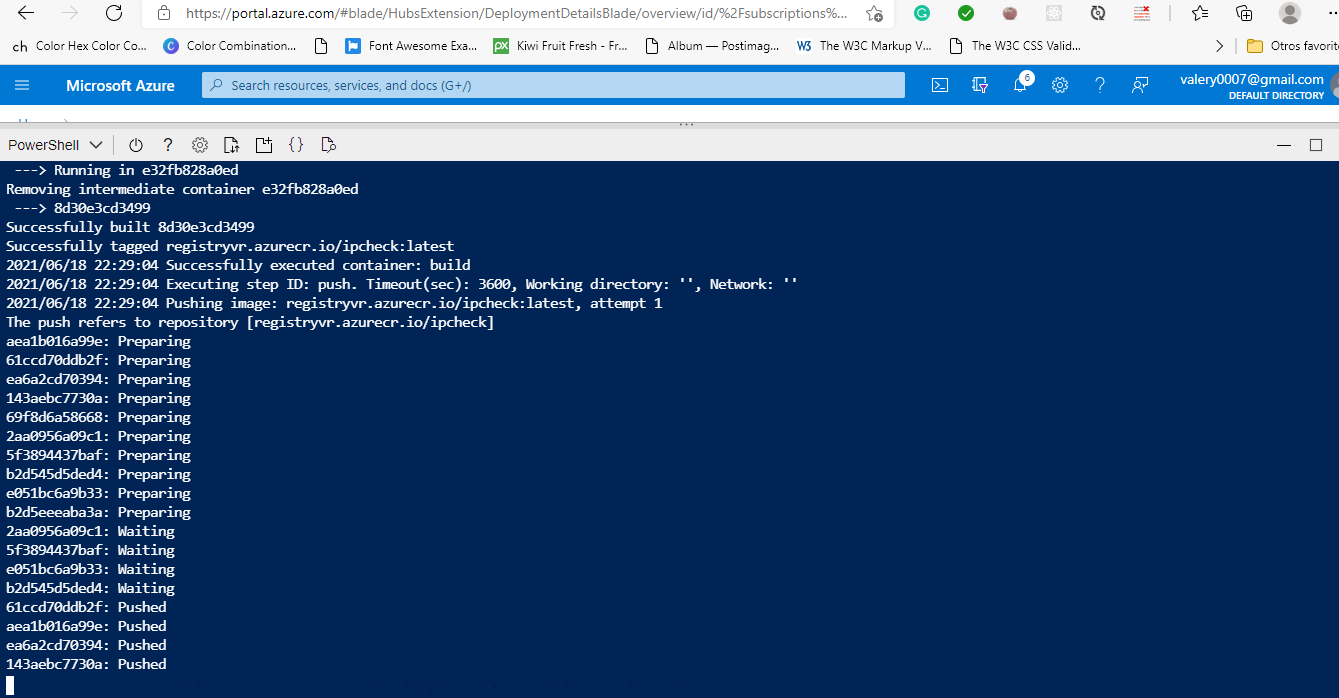 https://portal.azure.com/#blade/HubsExtension/DeploymentDetailsBlade/overview/id/%2Fsubscriptions%...
ch Color Hex Color Co... Color Combination... Font Awesome Exa... px Kiwi Fruit Fresh - Fr... Album — Postimag... W3 The W3C Markup V... The W3C CSS Valid... Otros favorit
Microsoft Azure Search resources, services, and docs (G+/) 6 ? valery0007@gmail.com
DEFAULT DIRECTORY
PowerShell ? {}
---> Running in e32fb828a0ed
Removing intermediate container e32fb828a0ed
---> 8d30e3cd3499
Successfully built 8d30e3cd3499
Successfully tagged registryvr.azurecr.io/ipcheck:latest
2021/06/18 22:29:04 Successfully executed container: build
2021/06/18 22:29:04 Executing step ID: push. Timeout(sec): 3600, Working directory: '', Network: ''
2021/06/18 22:29:04 Pushing image: registryvr.azurecr.io/ipcheck:latest, attempt 1
The push refers to repository [registryvr.azurecr.io/ipcheck]
aea1b016a99e: Preparing
61ccd70ddb2f: Preparing
ea6a2cd70394: Preparing
143aebc7730a: Preparing
69f8d6a58668: Preparing
2aa0956a09c1: Preparing
5f3894437baf: Preparing
b2d545d5ded4: Preparing
e051bc6a9b33: Preparing
b2d5eeeaba3a: Preparing
2aa0956a09c1: Waiting
5f3894437baf: Waiting
e051bc6a9b33: Waiting
b2d545d5ded4: Waiting
61ccd70ddb2f: Pushed
aea1b016a99e: Pushed
ea6a2cd70394: Pushed
143aebc7730a: Pushed